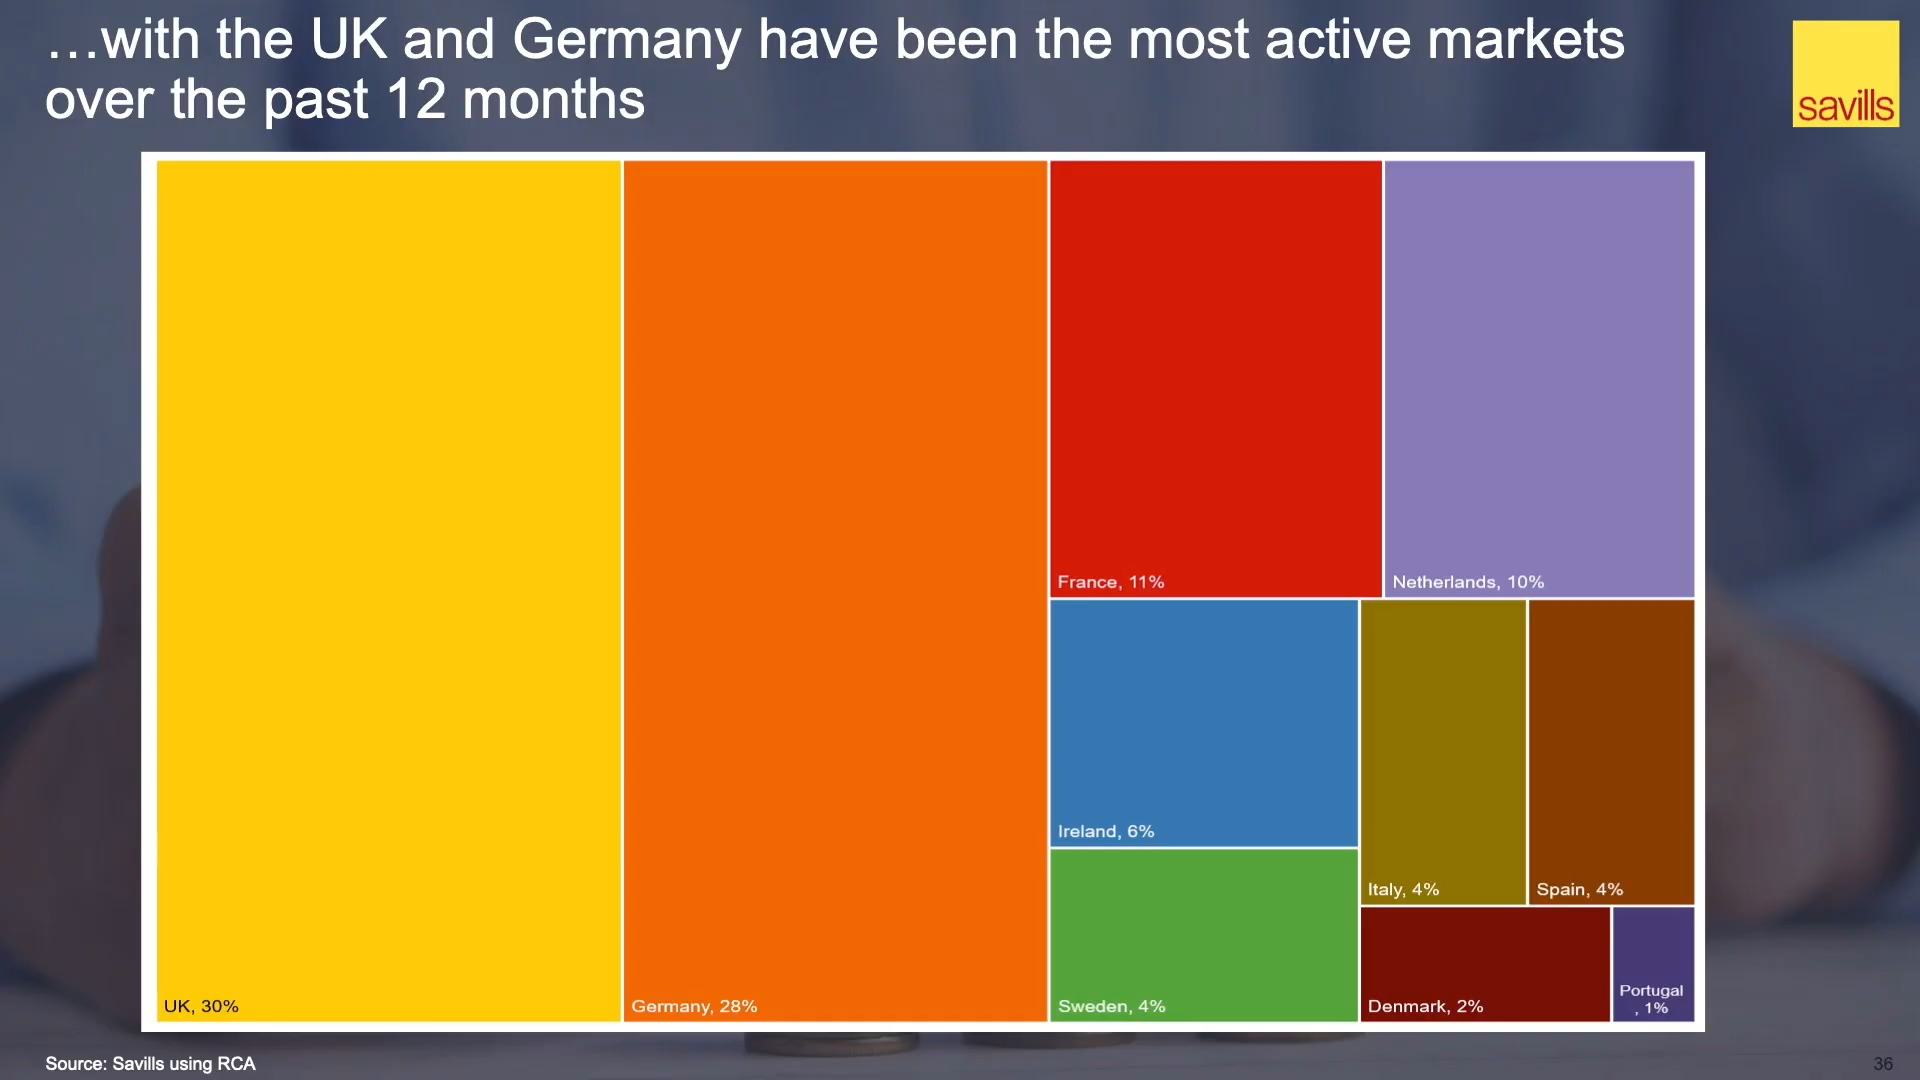 …with the UK and Germany have been the most active markets
over the past 12 months
savills
France, 11%
Netherlands, 10%
Ireland, 6%
Italy, 4%
Spain, 4%
UK, 30%
Germany, 28%
Sweden, 4%
Denmark, 2%
Portugal
, 1%
Source: Savills using RCA
36